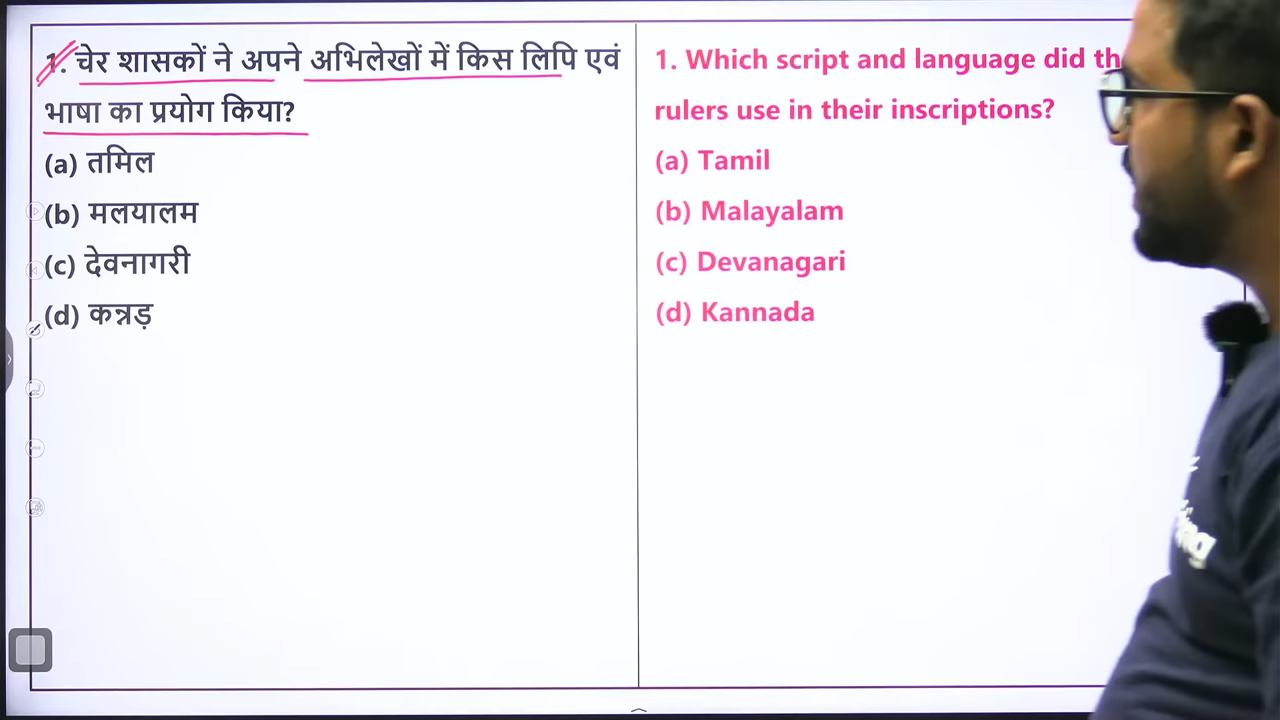 1. चेर शासकों ने अपने अभिलेखों में किस लिपि एवं
भाषा का प्रयोग किया?
(a) तमिल
(b) मलयालम
(c) देवनागरी
(d) कन्नड़
1. Which script and language did
rulers use in their inscriptions?
(a) Tamil
(b) Malayalam
(c) Devanagari
(d) Kannada